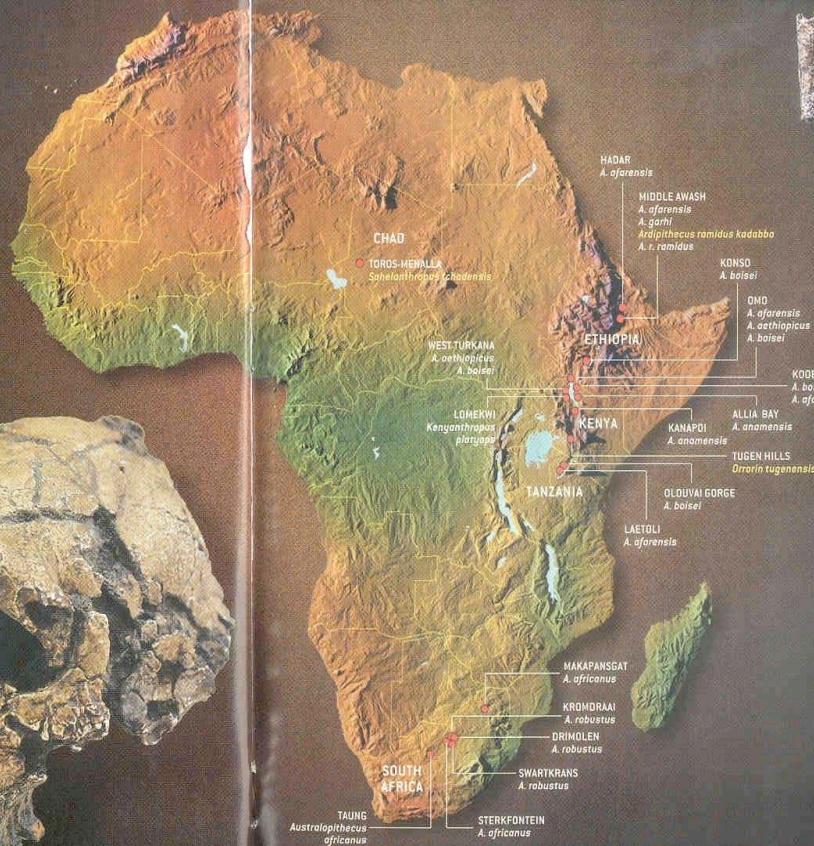 HADAR
A. afarensis
MIDDLE AWASH
A. afarensis
A. garhi
Ardipithecus ramidus kadabba
A. r. ramidus
CHAD
TOROS-MENALLA
Sahelanthropus tchadensis
KONSO
A. boisei
OMO
A. afarensis
A. aethiopicus
A. boisei
ETHIOPIA
WEST TURKANA
A. aethiopicus
A. boisei
A. bo
A. afa
LOMEKWI
Kenyanthropus
platyops
KENYA
KANAPOI
A. anamensis
ALLIA BAY
A. anamensis
TUGEN HILLS
Orrorin tugenensis
TANZANIA
OLDUVAI GORGE
A. boisei
LAETOLI
A. afarensis
MAKAPANSGAT
A. africanus
KROMDRAAI
A. robustus
DRIMOLEN
A. robustus
SWARTKRANS
A. robustus
SOUTH
AFRICA
TAUNG
Australopithecus
africanus
STERKFONTEIN
A. africanus